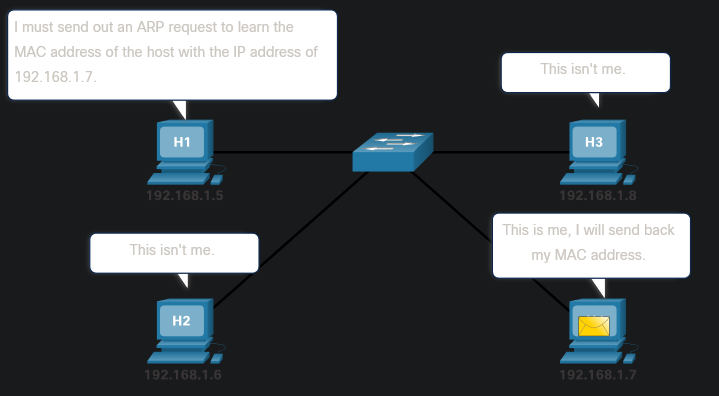 I must send out an ARP request to learn the
MAC address of the host with the IP address of
192.168.1.7.
This isn't me.
H1
H3
192.168.1.5
192.168.1.8
This is me, I will send back
my MAC address.
This isn't me.
H2
192.168.1.6
192.168.1.7